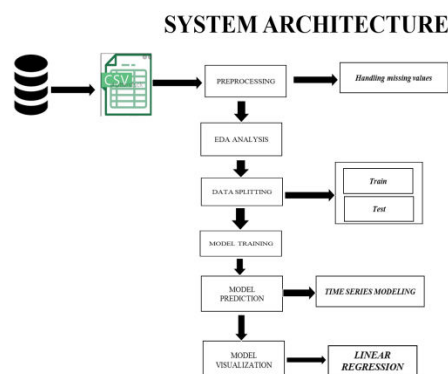 SYSTEM ARCHITECTURE
CSV
PREPROCESSING
Handling missing values
EDA ANALYSIS
DATA SPLITTING
Train
Test
MODEL TRAINING
MODEL
PREDICTION
TIME SERIES MODELING
MODEL
VISUALIZATION
LINEAR
REGRESSION